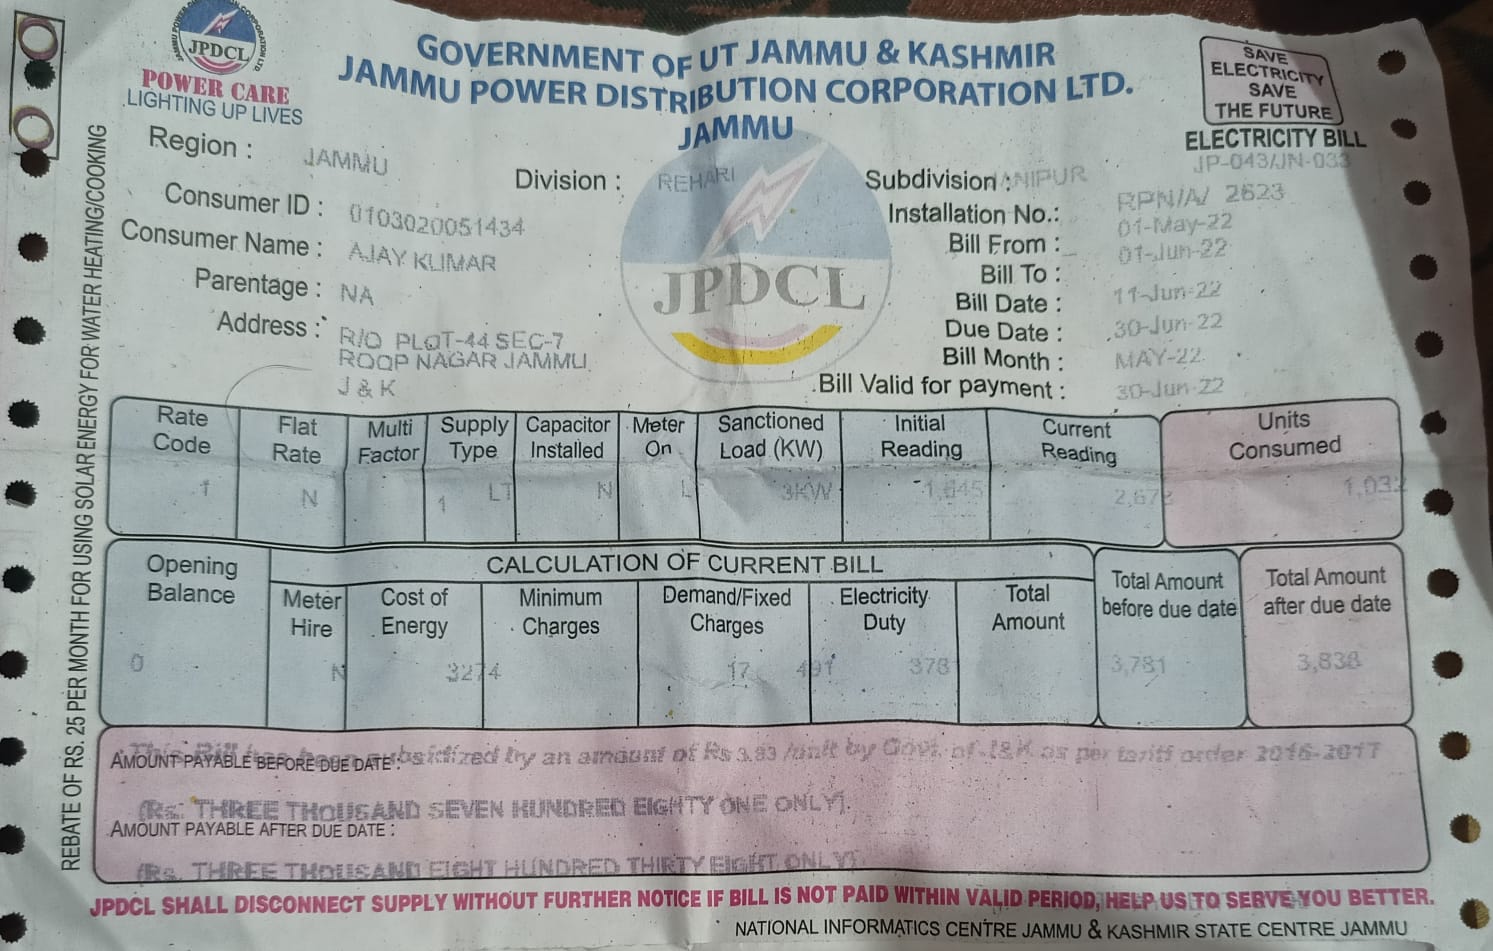 JPDCL
POWER CARE
LIGHTING UP LIVES
GOVERNMENT OF UT JAMMU & KASHMIR
JAMMU POWER DISTRIBUTION CORPORATION LTD.
JAMMU
SAVE
ELECTRICITY
SAVE
THE FUTURE
ELECTRICITY BILL
Region : JAMMU
Division : REHARI
Subdivision : ANIPUR JP-043/JN-033
Consumer ID : 0103020051434
Installation No.: RPN/A/ 2623
Consumer Name : AJAY KUMAR
Bill From : 01-May-22
Bill To : 01-Jun-22
Parentage : NA
Bill Date : 11-Jun-22
Address : R/O PLOT-44 SEC-7
ROOP NAGAR JAMMU
J & K
Due Date : 30-Jun-22
Bill Month : MAY-22
Bill Valid for payment : 30-Jun-22
JPDCL
Rate Code Flat Rate Multi Factor Supply Type Capacitor Installed Meter On Sanctioned Load (KW) Initial Reading Current Reading Units Consumed
1 N 1 LT N L 3KW 1,645 2,67 1,03
Opening Balance CALCULATION OF CURRENT BILL Total Amount before due date Total Amount after due date
Meter Hire Cost of Energy Minimum Charges Demand/Fixed Charges Electricity Duty Total Amount
0 N 3274 17 491 378 3,781 3,838
This Bill has been subsidized by an amount of Rs 3.83 /unit by Govt. of J&K as per tariff order 2016-2017
AMOUNT PAYABLE BEFORE DUE DATE :
(Rs. THREE THOUSAND SEVEN HUNDRED EIGHTY ONE ONLY).
AMOUNT PAYABLE AFTER DUE DATE :
(Rs. THREE THOUSAND EIGHT HUNDRED THIRTY EIGHT ONLY)
JPDCL SHALL DISCONNECT SUPPLY WITHOUT FURTHER NOTICE IF BILL IS NOT PAID WITHIN VALID PERIOD, HELP US TO SERVE YOU BETTER.
NATIONAL INFORMATICS CENTRE JAMMU & KASHMIR STATE CENTRE JAMMU
REBATE OF RS. 25 PER MONTH FOR USING SOLAR ENERGY FOR WATER HEATING/COOKING